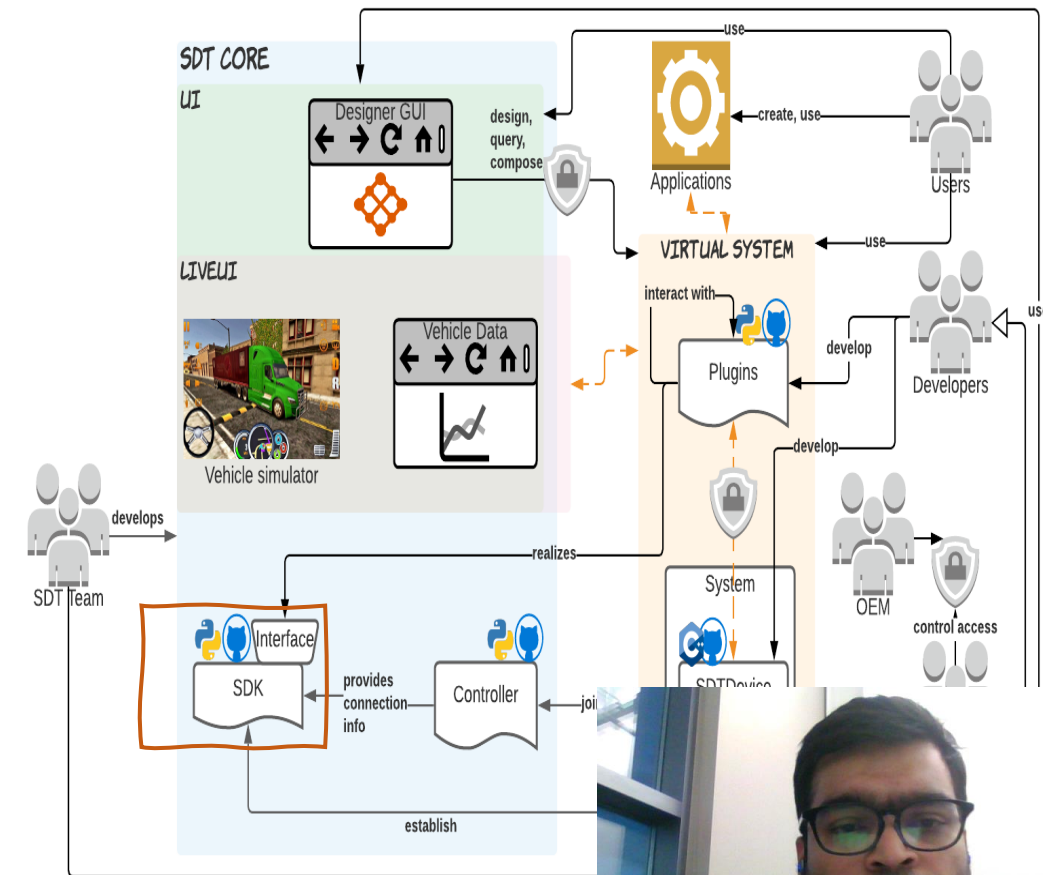 use
SDT CORE
UI
Designer GUI
design,
query,
compose
create, use
Applications
Users
VIRTUAL SYSTEM
use
LIVEUI
interact with
Vehicle Data
Plugins
develop
Developers
Vehicle simulator
develop
develops
realizes
SDT Team
System
OEM
control access
Interface
SDK
provides
connection
info
Controller
SDTDevice
establish